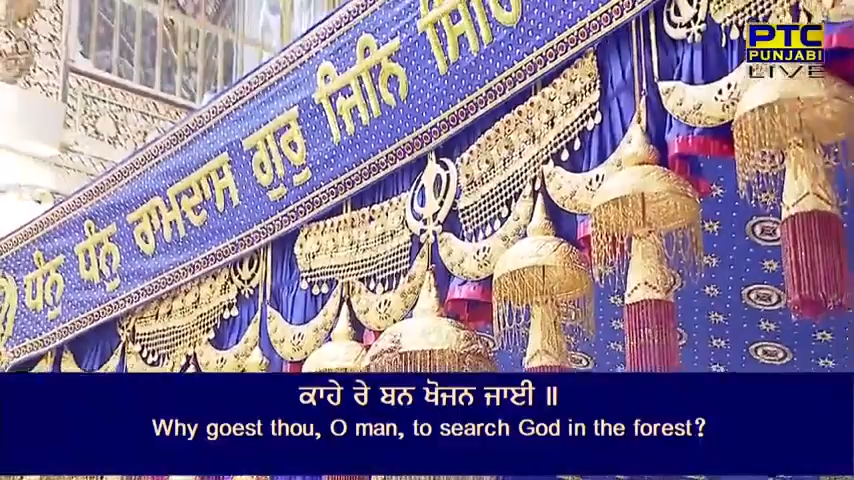 PTC
PUNJABI
LIVE
ਧੰਨ ਧੰਨ ਰਾਮਦਾਸ ਗੁਰੁ ਜਿਨਿ ਸਿਰਿ
ਕਾਹੇ ਰੇ ਬਨ ਖੋਜਨ ਜਾਈ ॥
Why goest thou, O man, to search God in the forest?